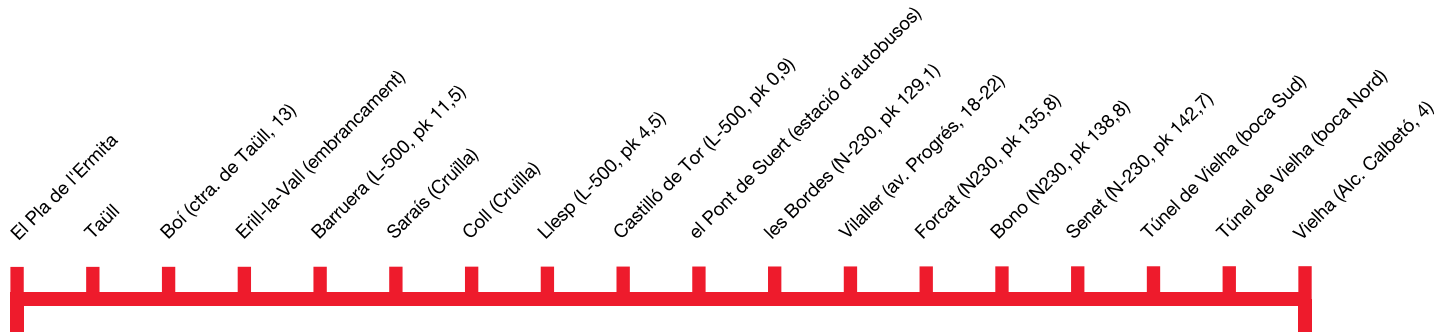 El Pla de l'Ermita
Taüll
Boí (ctra. de Taüll, 13)
Erill-la-Vall (embrancament)
Barruera (L-500, pk 11,5)
Saraís (Cruïlla)
Coll (Cruïlla)
Llesp (L-500, pk 4,5)
Castilló de Tor (L-500, pk 0,9)
el Pont de Suert (estació d'autobusos)
les Bordes (N-230, pk 129,1)
Vilaller (av. Progrés, 18-22)
Forcat (N230, pk 135,8)
Bono (N230, pk 138,8)
Senet (N-230, pk 142,7)
Túnel de Vielha (boca Sud)
Túnel de Vielha (boca Nord)
Vielha (Alc. Calbetó, 4)